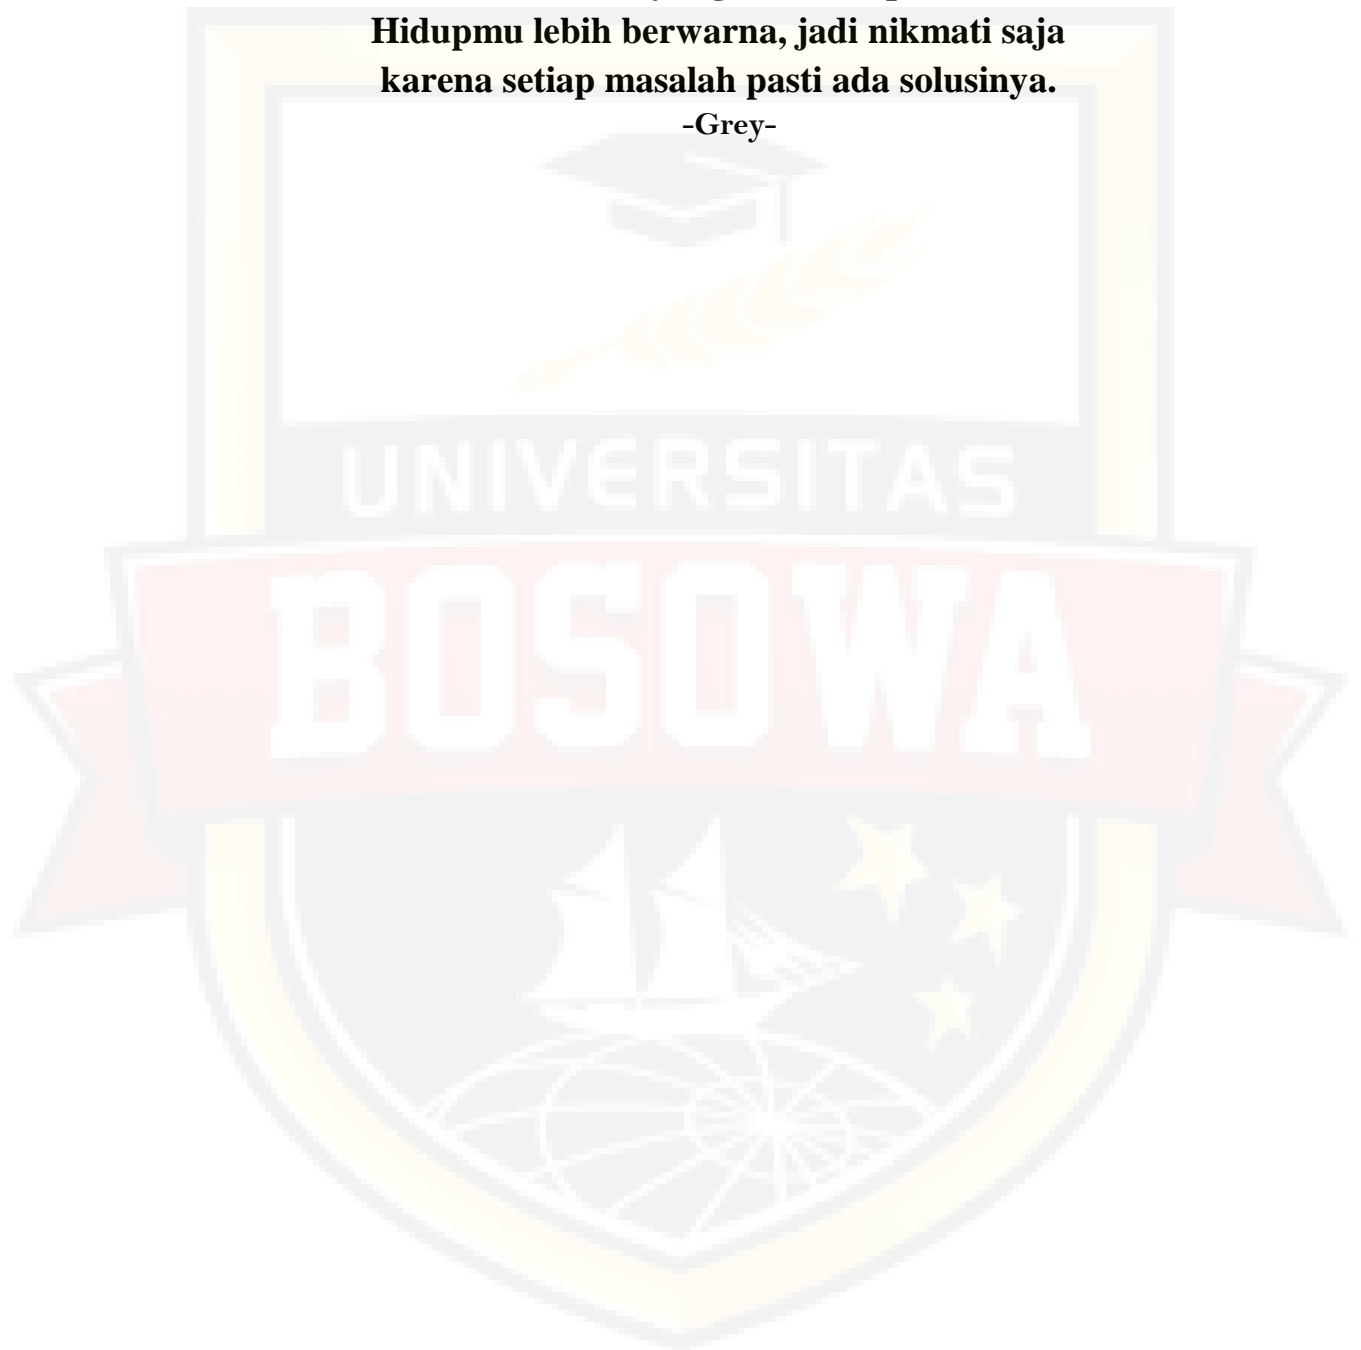 Hidupmu lebih berwarna, jadi nikmati saja
karena setiap masalah pasti ada solusinya.
-Grey-
UNIVERSITAS
BOSOWA